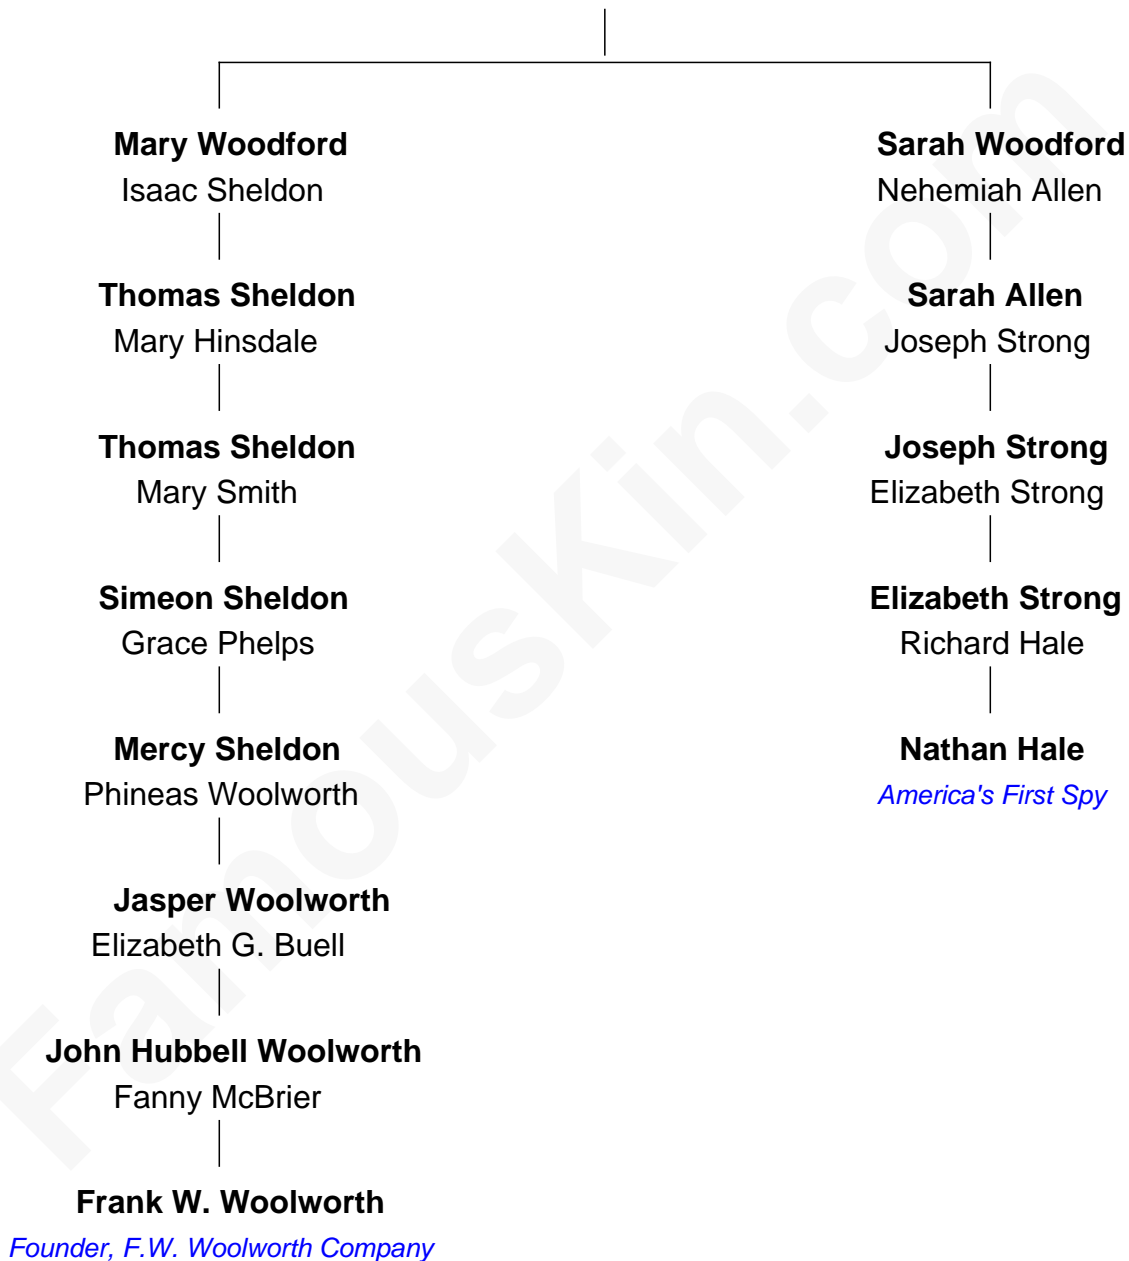 Mary Woodford
Isaac Sheldon
Thomas Sheldon
Mary Hinsdale
Thomas Sheldon
Mary Smith
Simeon Sheldon
Grace Phelps
Mercy Sheldon
Phineas Woolworth
Jasper Woolworth
Elizabeth G. Buell
John Hubbell Woolworth
Fanny McBrier
Frank W. Woolworth
Founder, F.W. Woolworth Company
Sarah Woodford
Nehemiah Allen
Sarah Allen
Joseph Strong
Joseph Strong
Elizabeth Strong
Elizabeth Strong
Richard Hale
Nathan Hale
America's First Spy
FamousKin.com